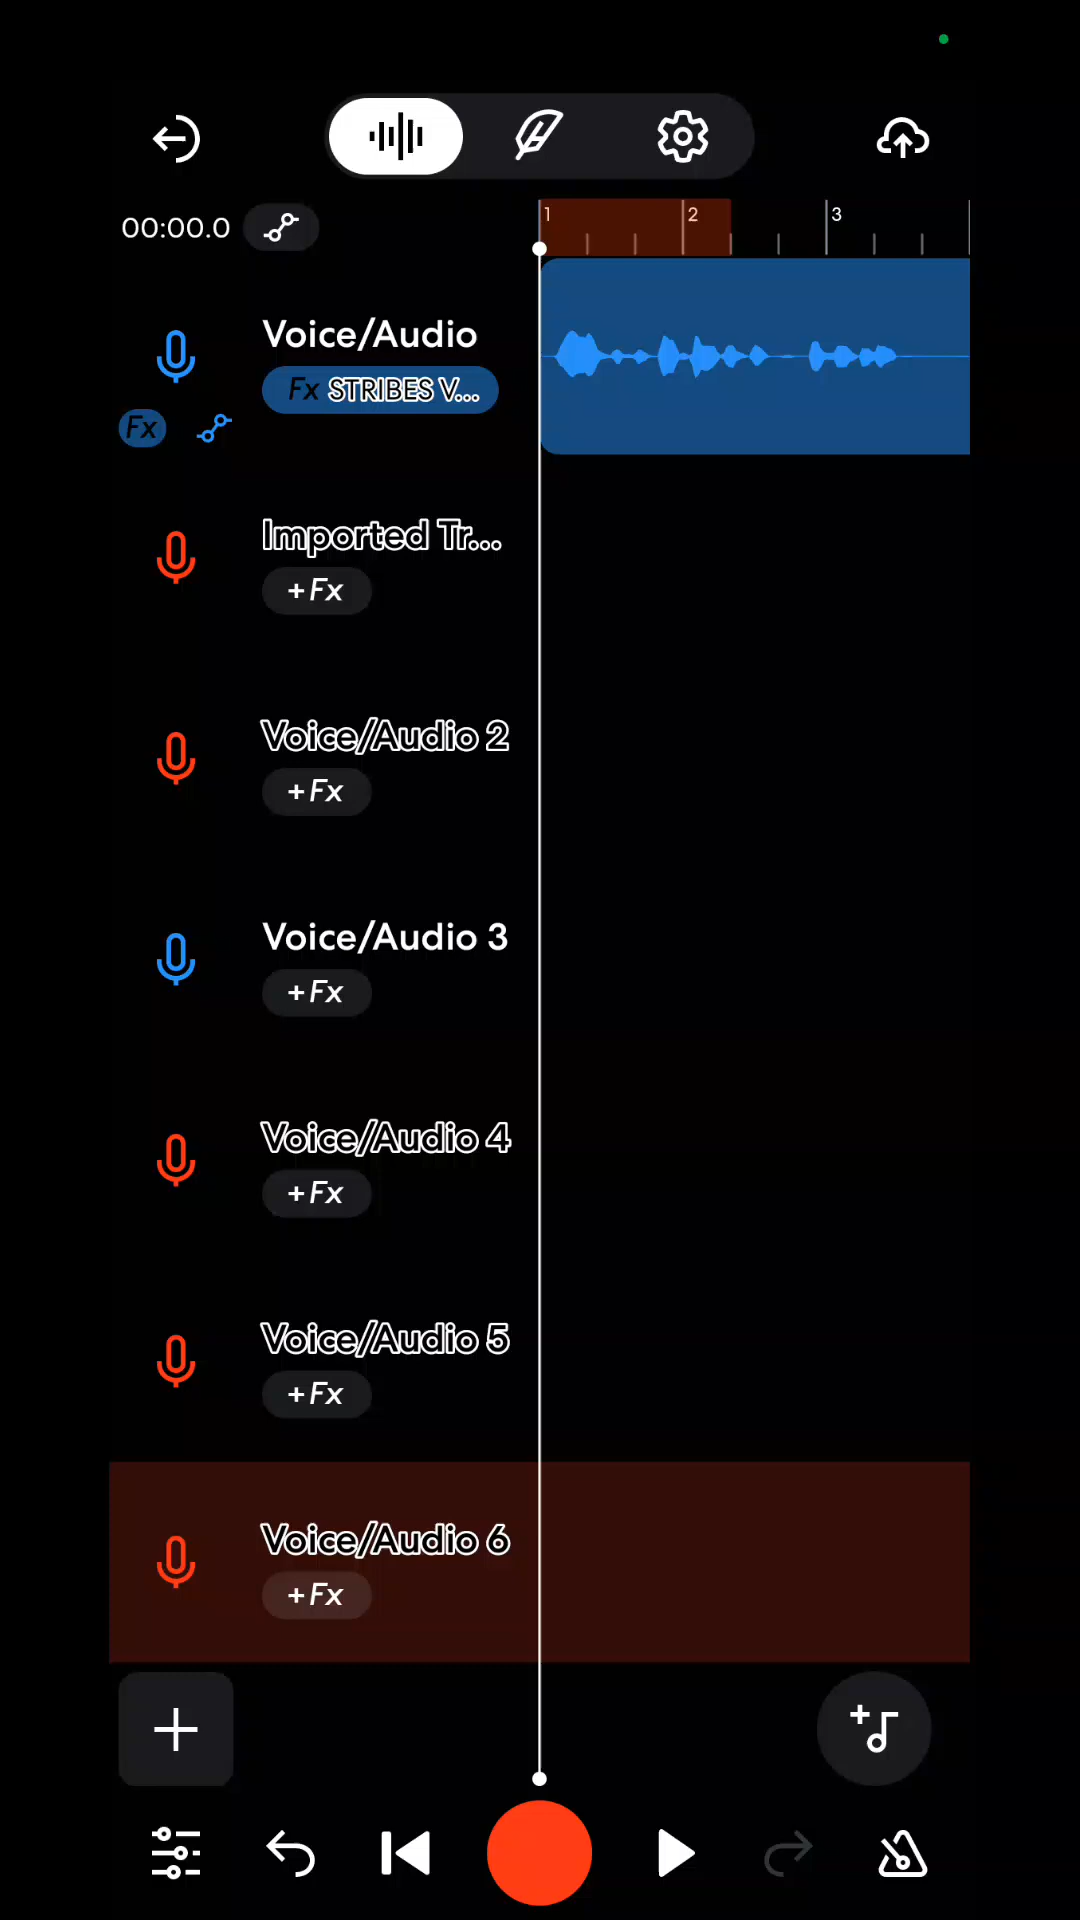 00:00.0
1 2 3
Voice/Audio
Fx STRIBES V...
Fx
Imported Tr...
+Fx
Voice/Audio 2
+Fx
Voice/Audio 3
+Fx
Voice/Audio 4
+Fx
Voice/Audio 5
+Fx
Voice/Audio 6
+Fx